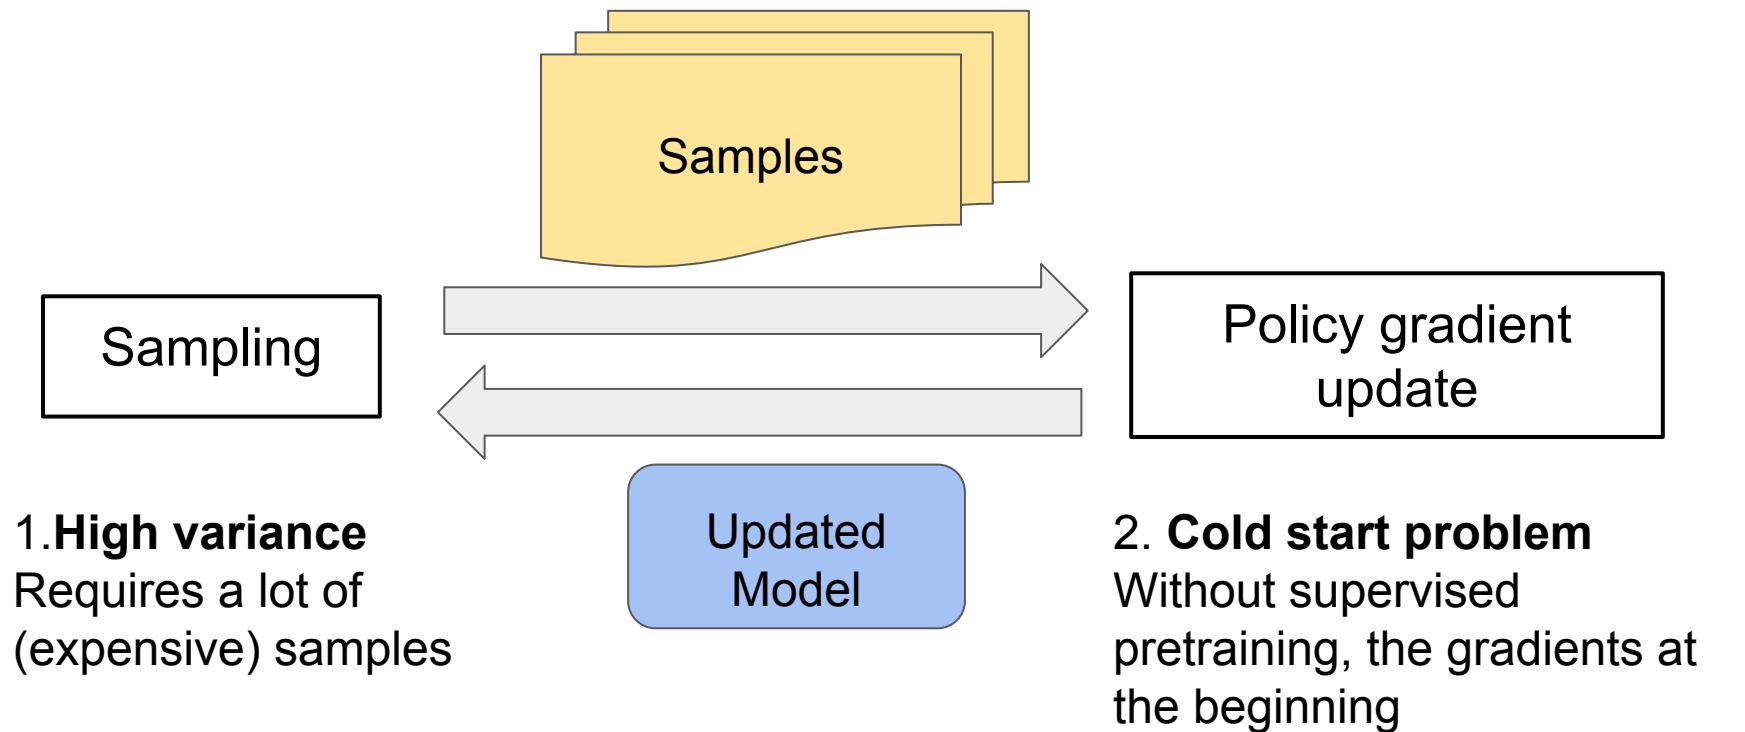 Samples
Sampling
Policy gradient
update
Updated
Model
1.High variance
Requires a lot of
(expensive) samples
2. Cold start problem
Without supervised
pretraining, the gradients at
the beginning